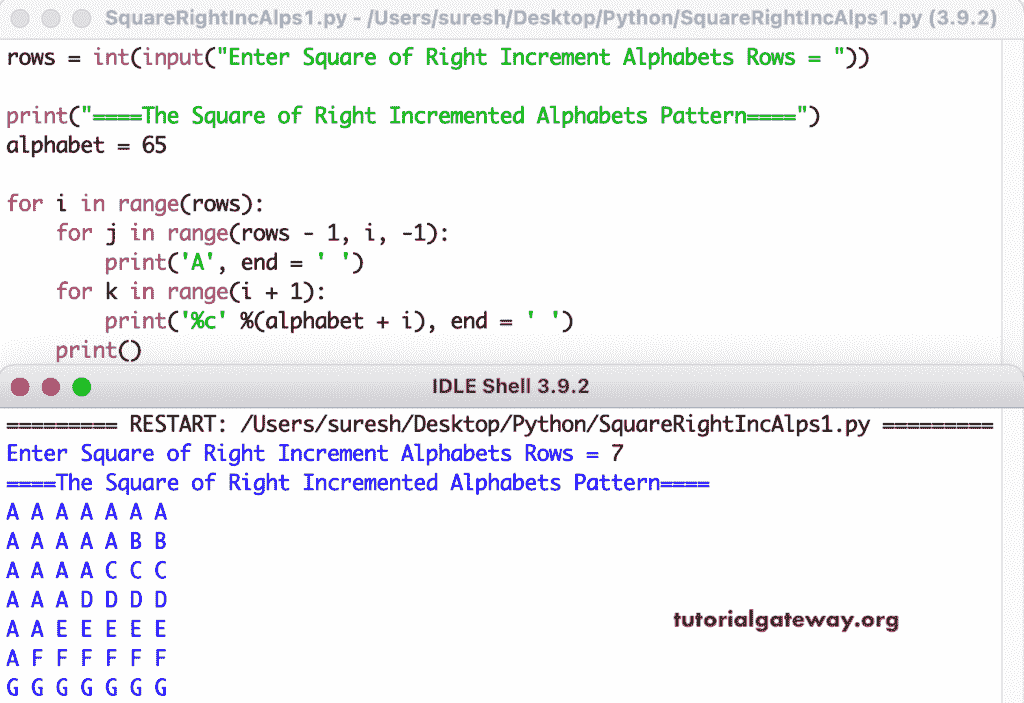 SquareRightIncAlps1.py - /Users/suresh/Desktop/Python/SquareRightIncAlps1.py (3.9.2)
rows = int(input("Enter Square of Right Increment Alphabets Rows = "))
print("====The Square of Right Incremented Alphabets Pattern====")
alphabet = 65
for i in range(rows):
    for j in range(rows - 1, i, -1):
        print('A', end = ' ')
    for k in range(i + 1):
        print('%c' %(alphabet + i), end = ' ')
    print()
IDLE Shell 3.9.2
========= RESTART: /Users/suresh/Desktop/Python/SquareRightIncAlps1.py =========
Enter Square of Right Increment Alphabets Rows = 7
====The Square of Right Incremented Alphabets Pattern====
A A A A A A A
A A A A A B B
A A A A C C C
A A A D D D D
A A E E E E E
A F F F F F F
G G G G G G G
tutorialgateway.org